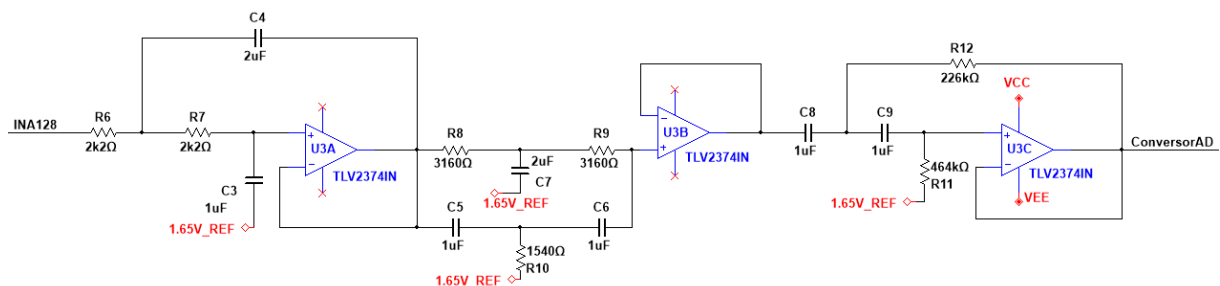 C4
2uF
R12
226kΩ
INA128
R6
2k2Ω
R7
2k2Ω
+
−
U3A
TLV2374IN
C3
1uF
1.65V_REF
R8
3160Ω
2uF
C7
1.65V_REF
R9
3160Ω
C5
1uF
C6
1uF
1540Ω
R10
1.65V_REF
−
+
U3B
TLV2374IN
C8
1uF
C9
1uF
464kΩ
R11
1.65V_REF
VCC
+
−
U3C
TLV2374IN
VEE
ConversorAD